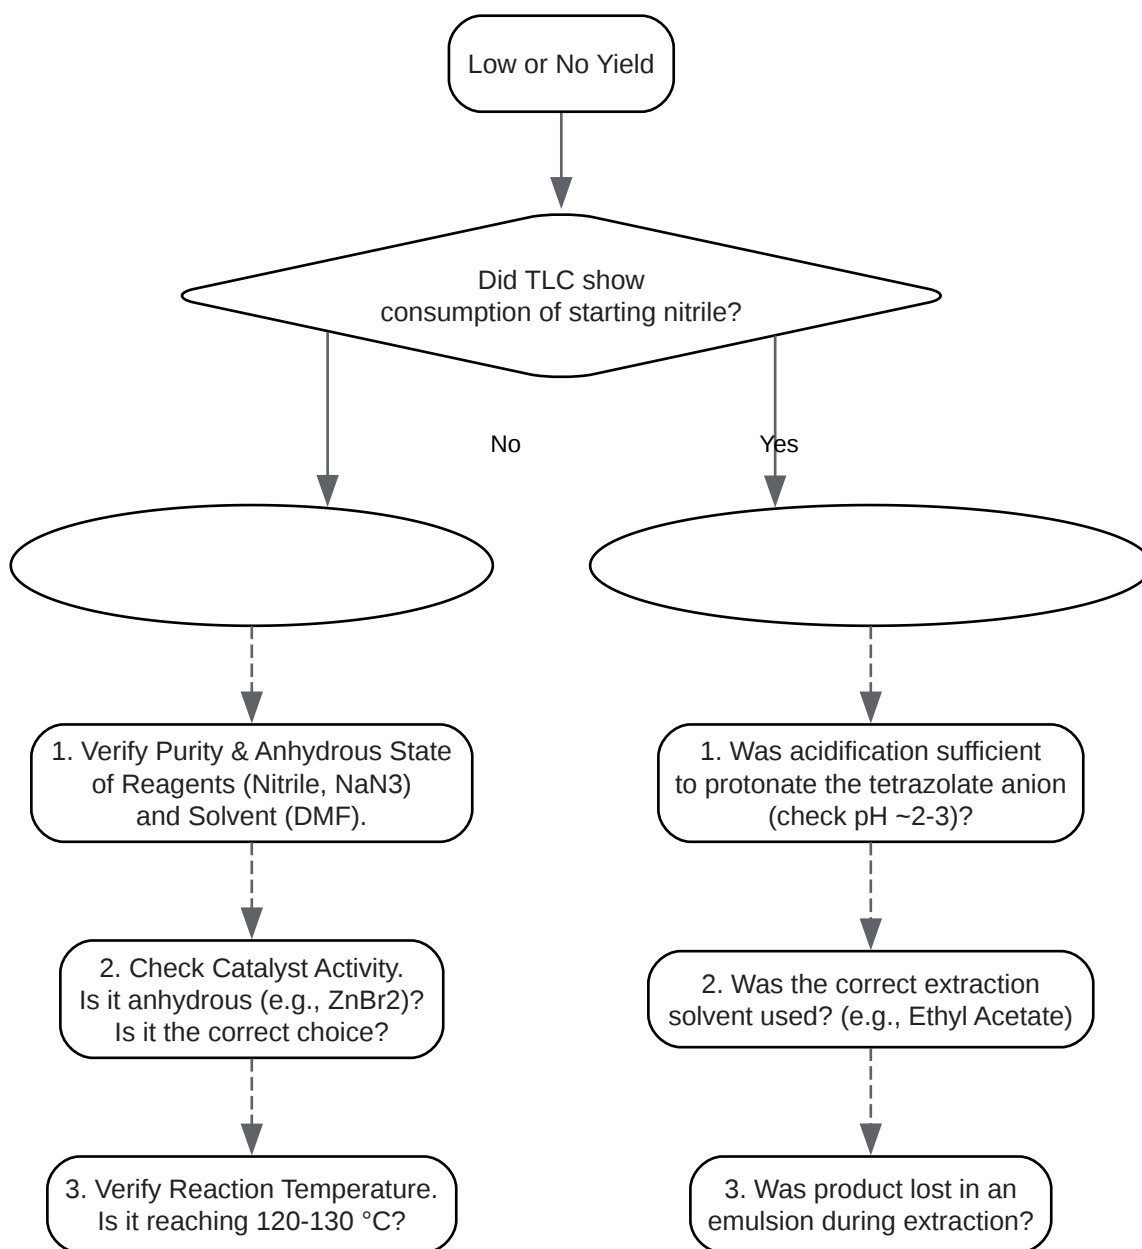 Low or No Yield
Did TLC show
consumption of starting nitrile?
No
Yes
1. Verify Purity & Anhydrous State
of Reagents (Nitrile, NaN3)
and Solvent (DMF).
2. Check Catalyst Activity.
Is it anhydrous (e.g., ZnBr2)?
Is it the correct choice?
3. Verify Reaction Temperature.
Is it reaching 120-130 °C?
1. Was acidification sufficient
to protonate the tetrazolate anion
(check pH ~2-3)?
2. Was the correct extraction
solvent used? (e.g., Ethyl Acetate)
3. Was product lost in an
emulsion during extraction?